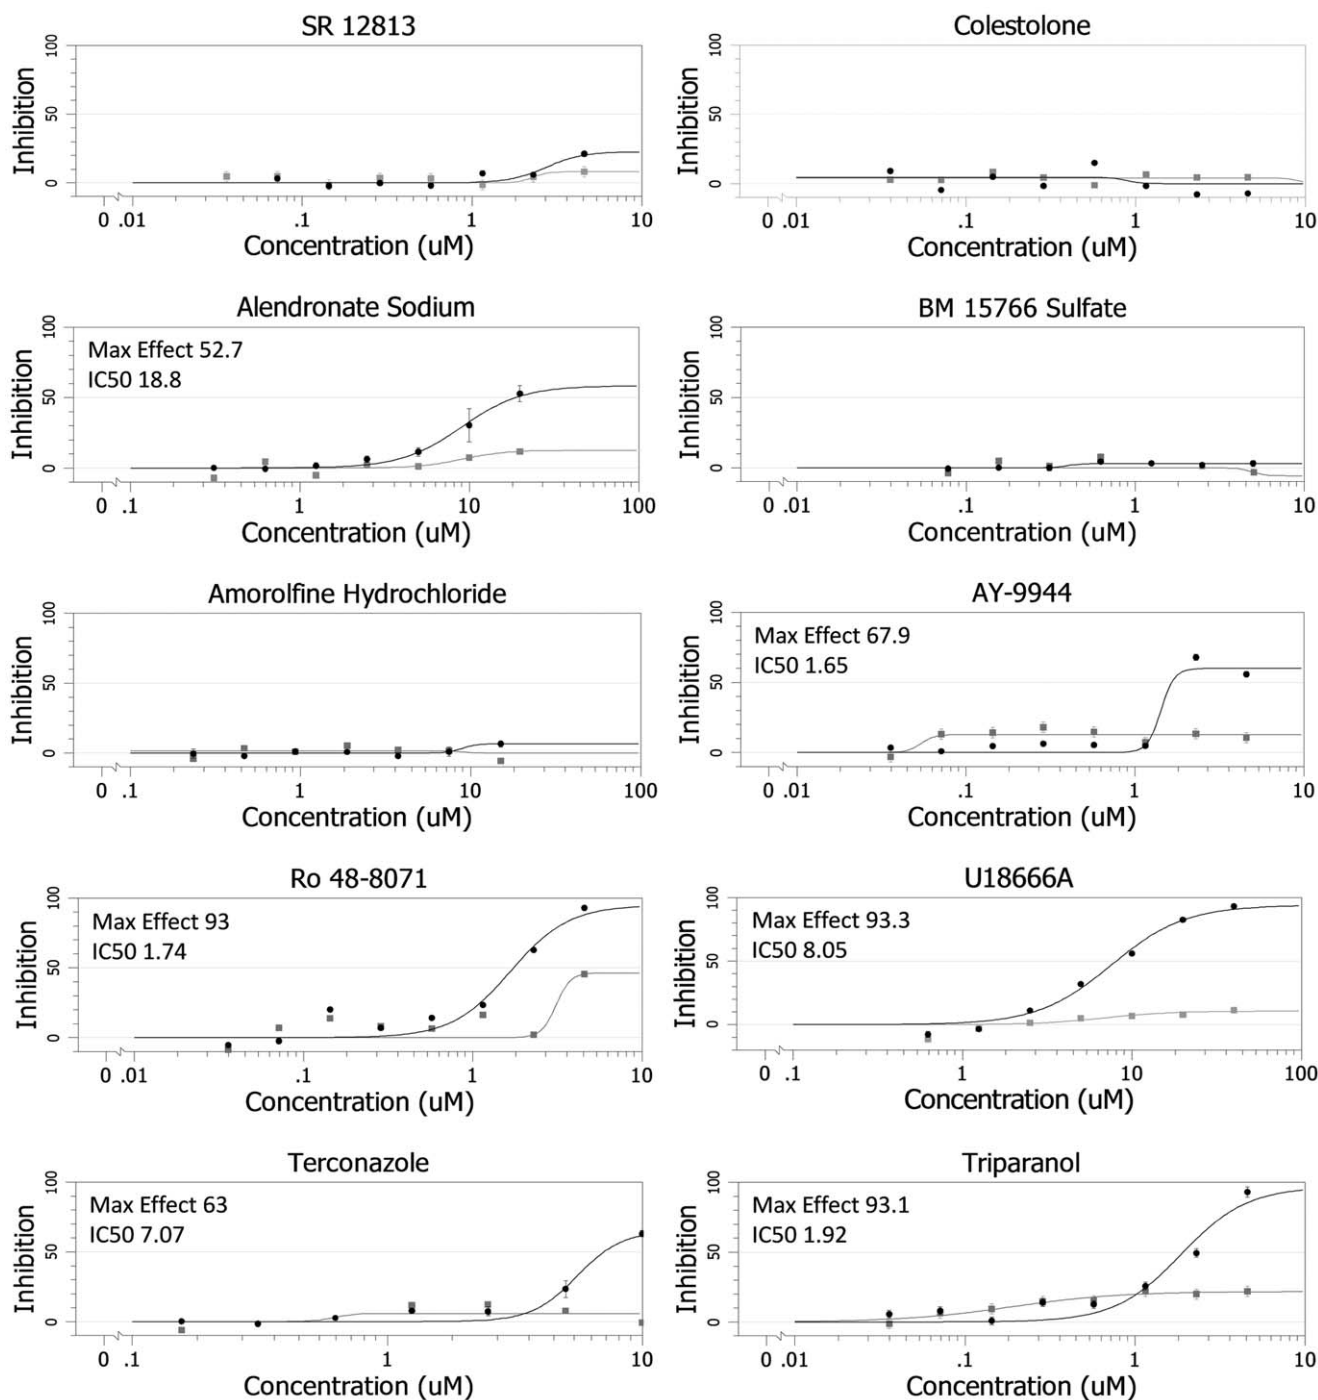 SR 12813
100
50
0
Inhibition
0 .01 .1 1 10
Concentration (uM)
Colestolone
100
50
0
Inhibition
0 .01 .1 1 10
Concentration (uM)
Alendronate Sodium
Max Effect 52.7
IC50 18.8
100
50
0
Inhibition
0 .1 1 10 100
Concentration (uM)
BM 15766 Sulfate
100
50
0
Inhibition
0 .01 .1 1 10
Concentration (uM)
Amorolfine Hydrochloride
100
50
0
Inhibition
0 .1 1 10 100
Concentration (uM)
AY-9944
Max Effect 67.9
IC50 1.65
100
50
0
Inhibition
0 .01 .1 1 10
Concentration (uM)
Ro 48-8071
Max Effect 93
IC50 1.74
100
50
0
Inhibition
0 .01 .1 1 10
Concentration (uM)
U18666A
Max Effect 93.3
IC50 8.05
100
50
0
Inhibition
0 .1 1 10 100
Concentration (uM)
Terconazole
Max Effect 63
IC50 7.07
100
50
0
Inhibition
0 .1 1 10
Concentration (uM)
Triparanol
Max Effect 93.1
IC50 1.92
100
50
0
Inhibition
0 .01 .1 1 10
Concentration (uM)